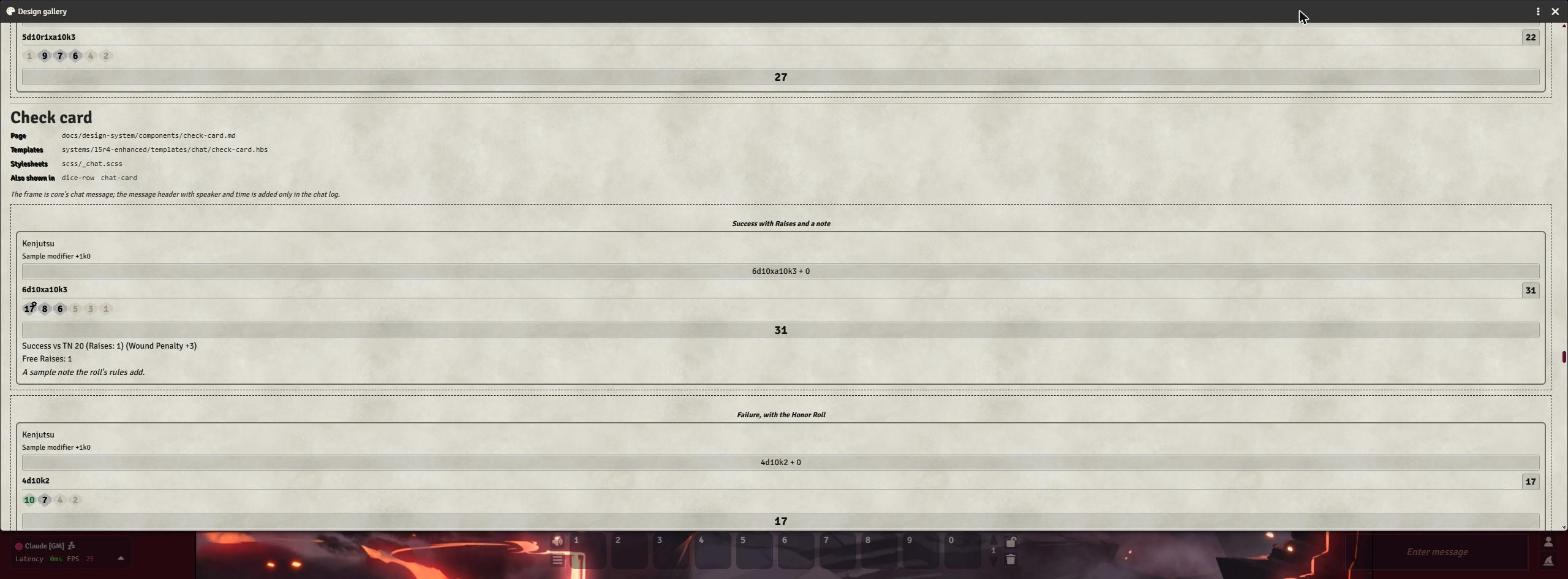 Design gallery
5d10r1xa10k3 22
1 9 7 6 4 2
27
Check card
Page docs/design-system/components/check-card.md
Templates systems/l5r4-enhanced/templates/chat/check-card.hbs
Stylesheets scss/_chat.scss
Also shown in dice-row chat-card
The frame is core's chat message; the message header with speaker and time is added only in the chat log.
Success with Raises and a note
Kenjutsu
Sample modifier +1k0
6d10xa10k3 + 0
6d10xa10k3 31
17 8 6 5 3 1
31
Success vs TN 20 (Raises: 1) (Wound Penalty +3)
Free Raises: 1
A sample note the roll's rules add.
Failure, with the Honor Roll
Kenjutsu
Sample modifier +1k0
4d10k2 + 0
4d10k2 17
10 7 4 2
17
Claude [GM]
Latency 0ms FPS 25
1 2 3 4 5 6 7 8 9 0
1
Enter message